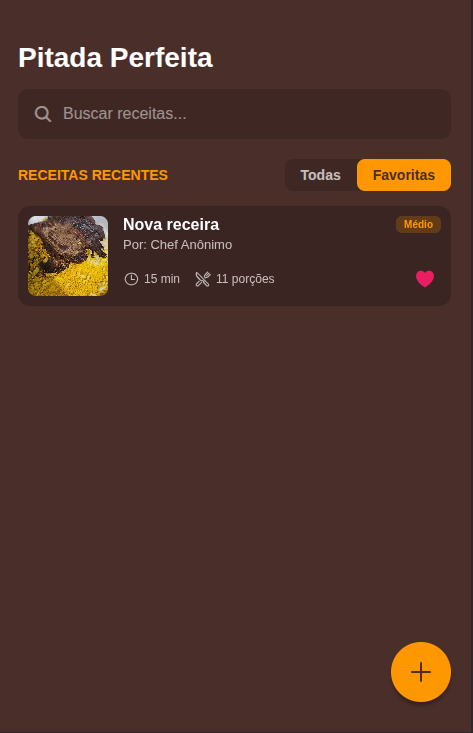 Pitada Perfeita
Buscar receitas...
RECEITAS RECENTES
Todas
Favoritas
Nova receira
Médio
Por: Chef Anônimo
15 min
11 porções